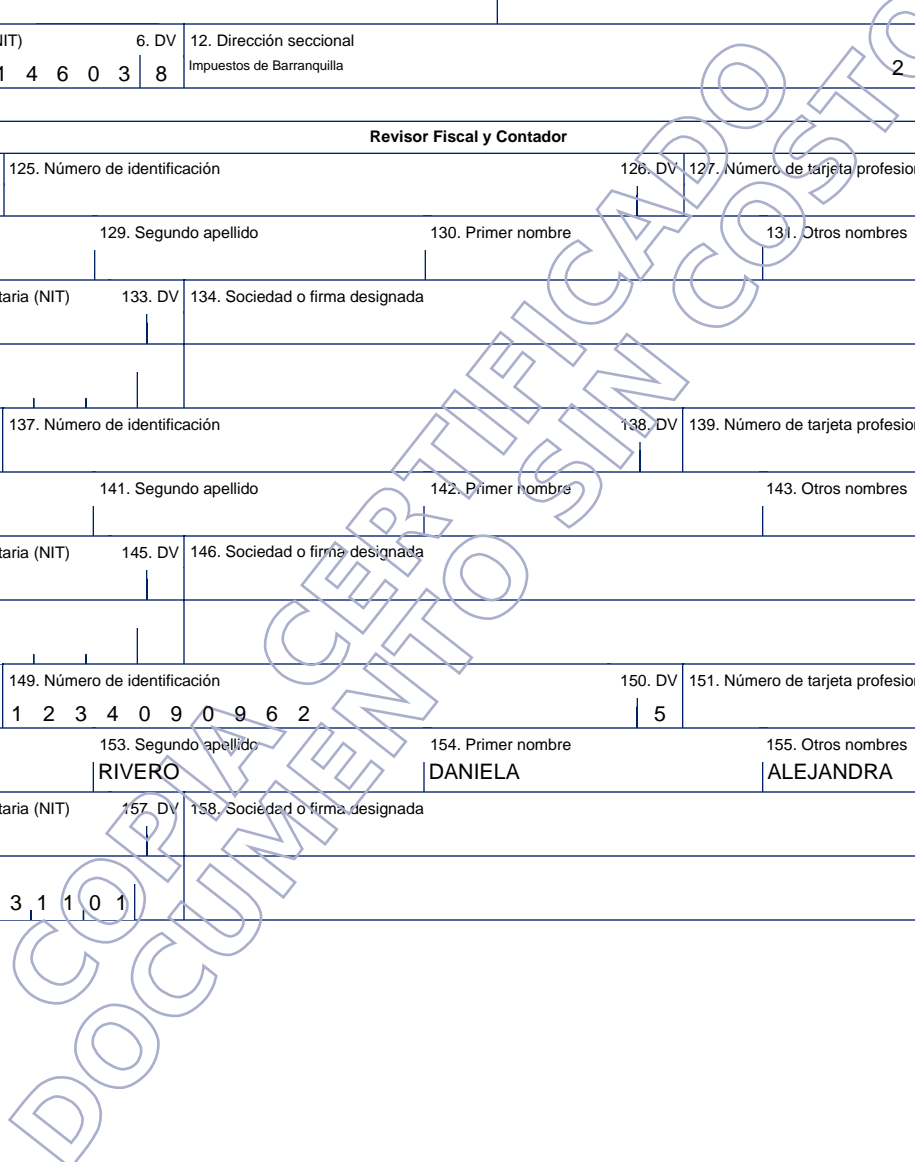 NIT) 6. DV 12. Dirección seccional
1 4 6 0 3 8 Impuestos de Barranquilla 2
Revisor Fiscal y Contador
125. Número de identificación 126. DV 127. Número de tarjeta profesion
129. Segundo apellido 130. Primer nombre 131. Otros nombres
taria (NIT) 133. DV 134. Sociedad o firma designada
137. Número de identificación 138. DV 139. Número de tarjeta profesion
141. Segundo apellido 142. Primer nombre 143. Otros nombres
taria (NIT) 145. DV 146. Sociedad o firma designada
149. Número de identificación 150. DV 151. Número de tarjeta profesion
1 2 3 4 0 9 0 9 6 2 5
153. Segundo apellido 154. Primer nombre 155. Otros nombres
RIVERO DANIELA ALEJANDRA
taria (NIT) 157. DV 158. Sociedad o firma designada
3 1 1 0 1
COPIA CERTIFICADO
DOCUMENTO SIN COSTO